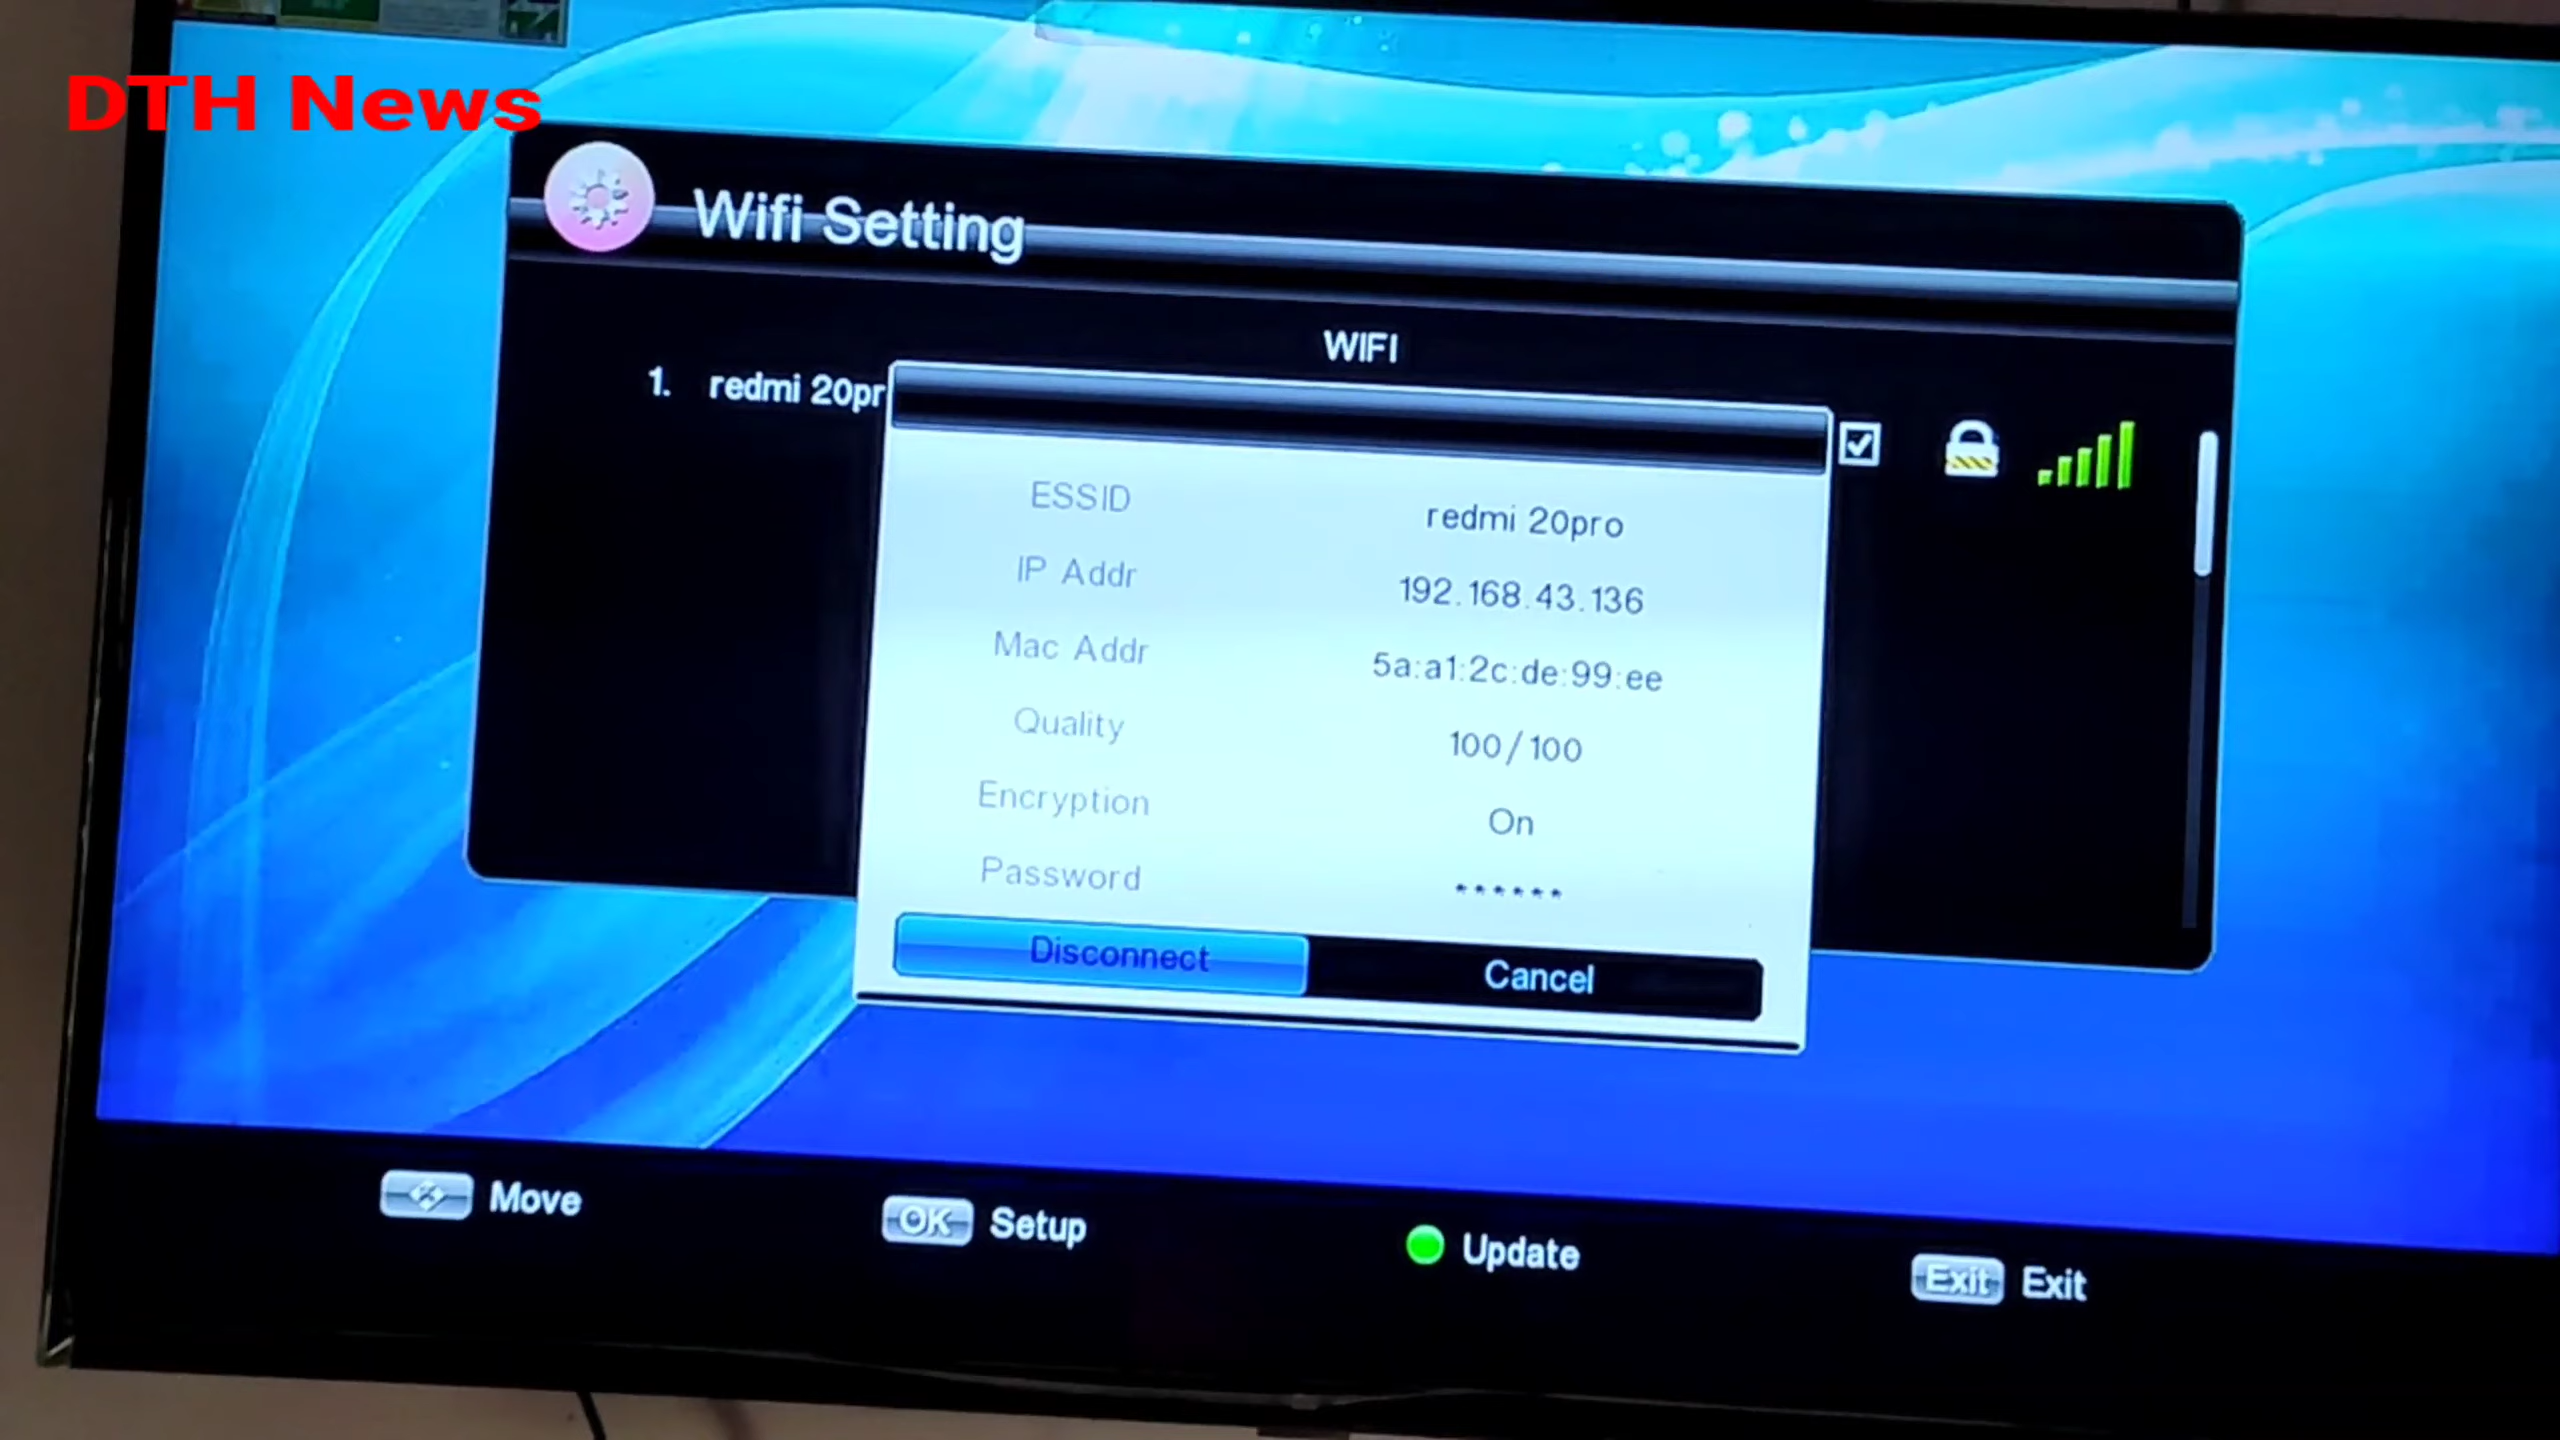 DTH News
Wifi Setting
WIFI
1. redmi 20pr
ESSID redmi 20pro
IP Addr 192.168.43.136
Mac Addr 5a:a1:2c:de:99:ee
Quality 100/100
Encryption On
Password ******
Disconnect Cancel
Move OK Setup Update Exit Exit